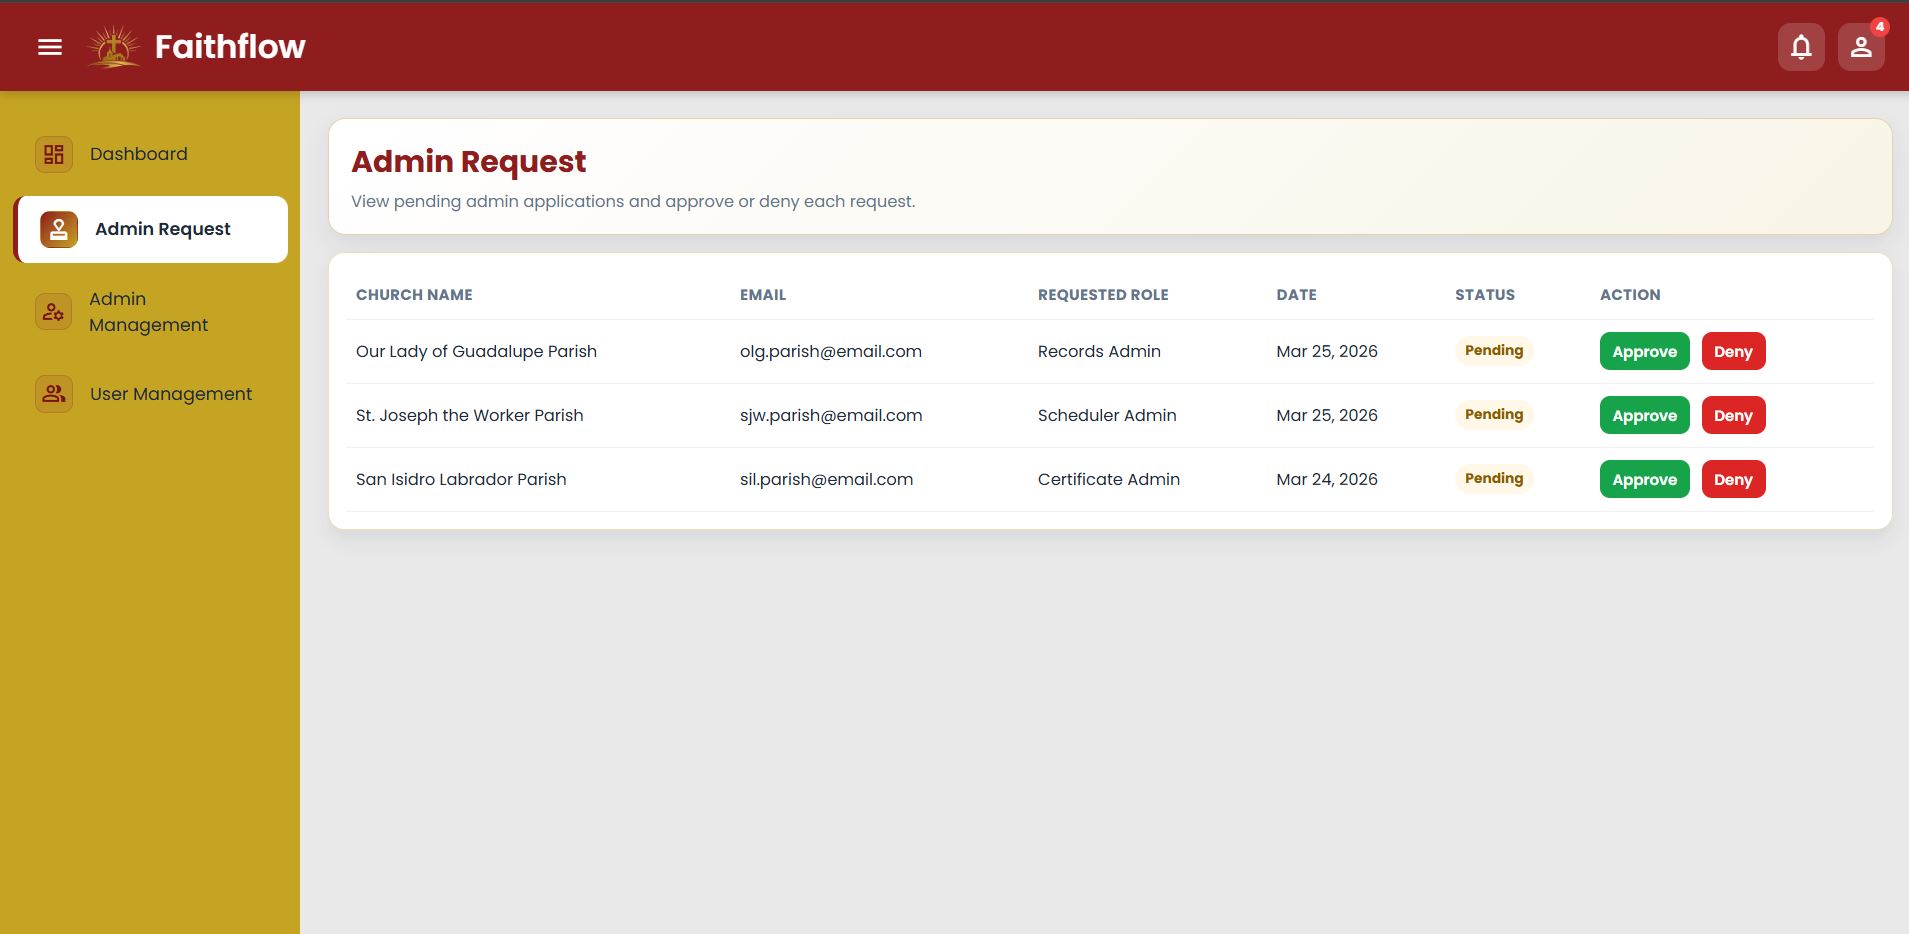 Faithflow
4
Dashboard
Admin Request
Admin
Management
User Management
Admin Request
View pending admin applications and approve or deny each request.
CHURCH NAME EMAIL REQUESTED ROLE DATE STATUS ACTION
Our Lady of Guadalupe Parish olg.parish@email.com Records Admin Mar 25, 2026 Pending Approve Deny
St. Joseph the Worker Parish sjw.parish@email.com Scheduler Admin Mar 25, 2026 Pending Approve Deny
San Isidro Labrador Parish sil.parish@email.com Certificate Admin Mar 24, 2026 Pending Approve Deny